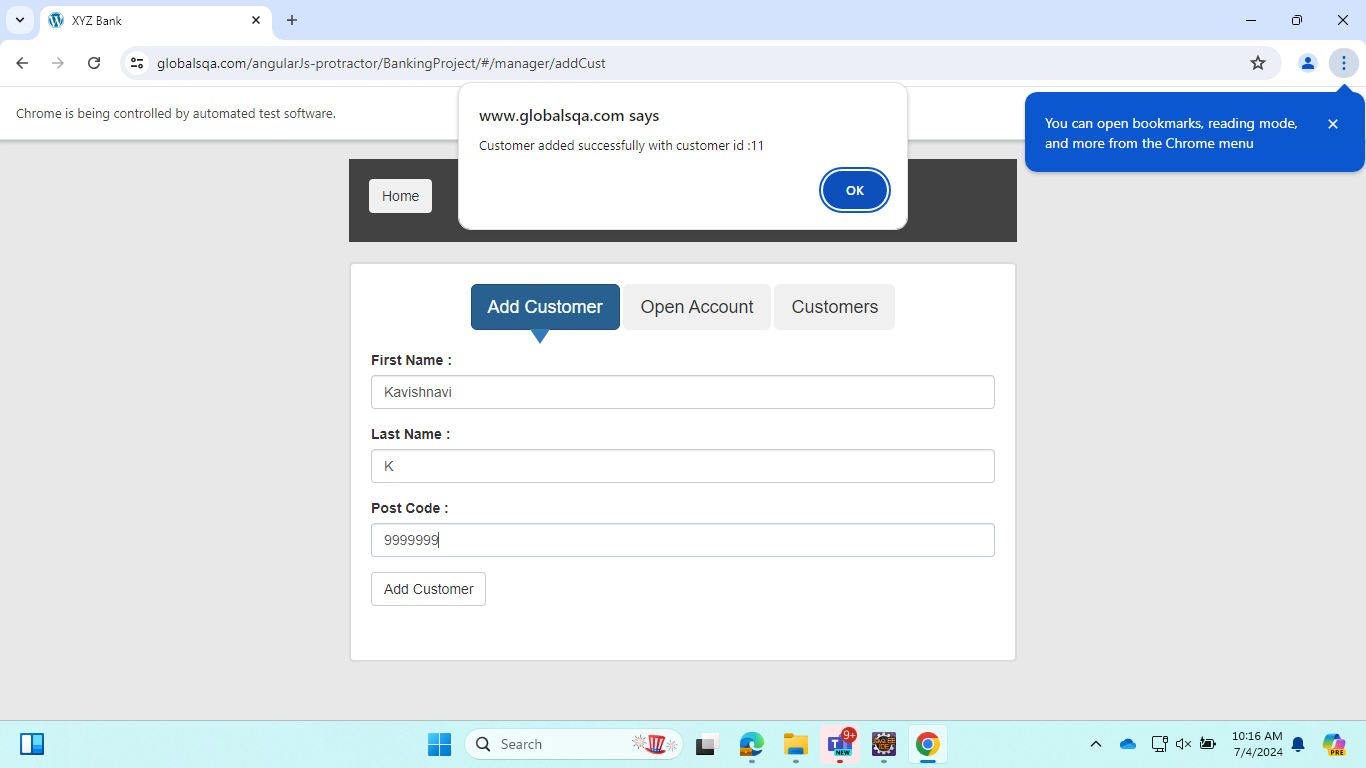 XYZ Bank
globalsqa.com/angularJs-protractor/BankingProject/#/manager/addCust
Chrome is being controlled by automated test software.
www.globalsqa.com says
Customer added successfully with customer id :11
OK
You can open bookmarks, reading mode,
and more from the Chrome menu
Home
Add Customer
Open Account
Customers
First Name :
Kavishnavi
Last Name :
K
Post Code :
9999999
Add Customer
Search
9+
NEW
Java EE
IDE
10:16 AM
7/4/2024
PRE